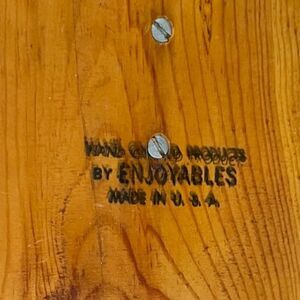 HAND PRODUCTS
BY ENJOYABLES
MADE IN U.S.A.